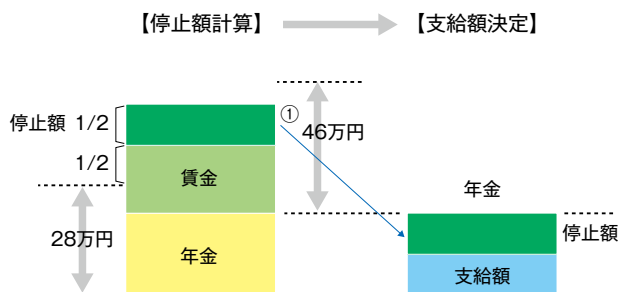 【停止額計算】
【支給額決定】
停止額 1/2
1/2
28万円
賃金
年金
①
46万円
年金
停止額
支給額